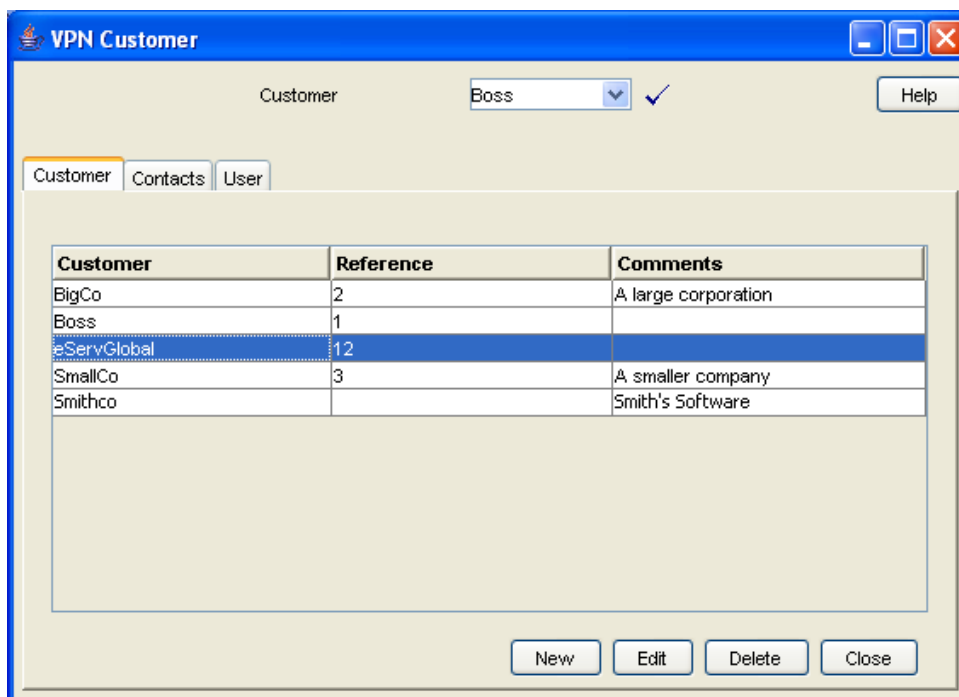 VPN Customer
Customer Boss Help
Customer Contacts User
Customer Reference Comments
BigCo 2 A large corporation
Boss 1
eServGlobal 12
SmallCo 3 A smaller company
Smithco Smith's Software
New Edit Delete Close